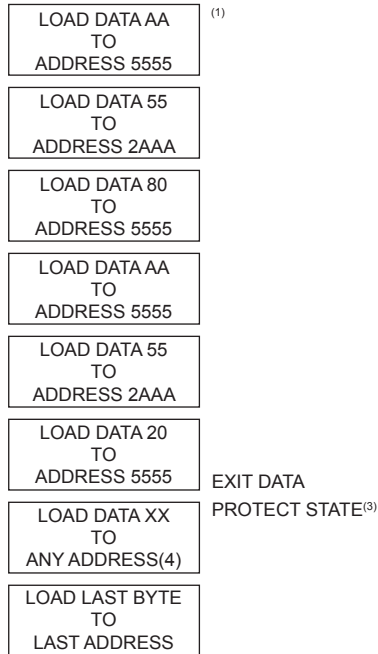 LOAD DATA AA
TO
ADDRESS 5555
(1)
LOAD DATA 55
TO
ADDRESS 2AAA
LOAD DATA 80
TO
ADDRESS 5555
LOAD DATA AA
TO
ADDRESS 5555
LOAD DATA 55
TO
ADDRESS 2AAA
LOAD DATA 20
TO
ADDRESS 5555
EXIT DATA
PROTECT STATE(3)
LOAD DATA XX
TO
ANY ADDRESS(4)
LOAD LAST BYTE
TO
LAST ADDRESS